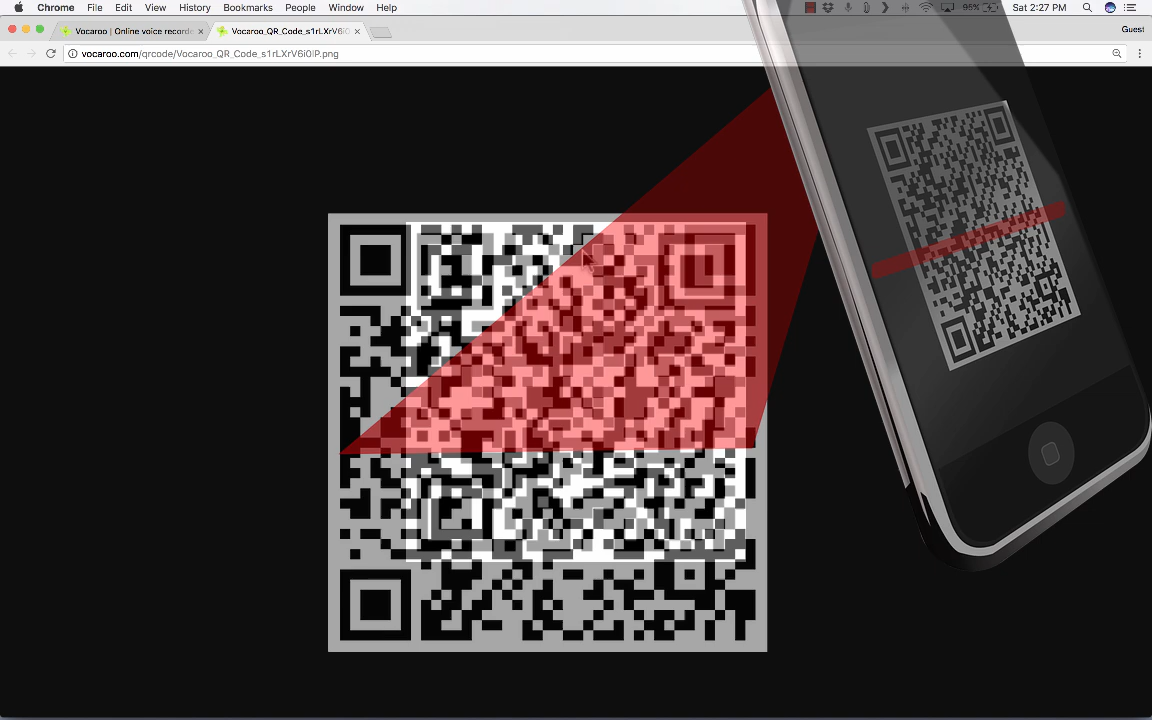 Chrome File Edit View History Bookmarks People Window Help 95% Sat 2:27 PM
Vocaroo | Online voice recorde Vocaroo_QR_Code_s1rLXrV6i0 Guest
vocaroo.com/qrcode/Vocaroo_QR_Code_s1rLXrV6i0lP.png